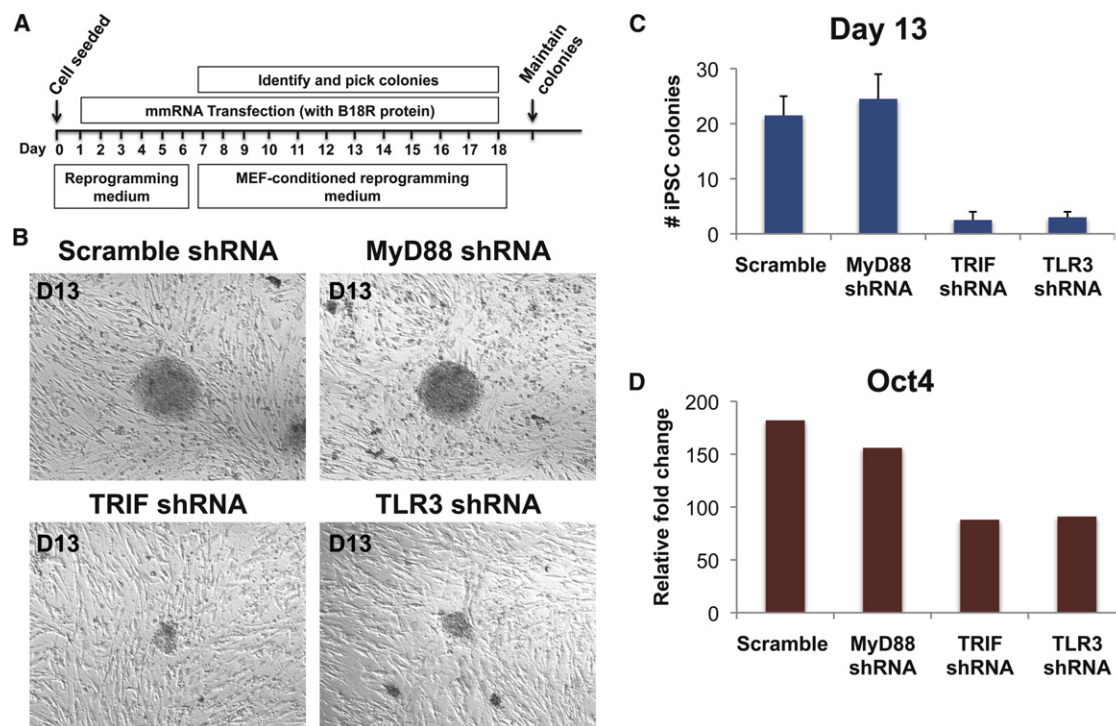 A
Cell seeded
Maintain
colonies
Identify and pick colonies
mmRNA Transfection (with B18R protein)
Day 0 1 2 3 4 5 6 7 8 9 10 11 12 13 14 15 16 17 18
Reprogramming
medium
MEF-conditioned reprogramming
medium
B
Scramble shRNA
MyD88 shRNA
D13
D13
TRIF shRNA
TLR3 shRNA
D13
D13
C
Day 13
# iPSC colonies
30
20
10
0
Scramble
MyD88
shRNA
TRIF
shRNA
TLR3
shRNA
D
Oct4
Relative fold change
200
150
100
50
0
Scramble
MyD88
shRNA
TRIF
shRNA
TLR3
shRNA